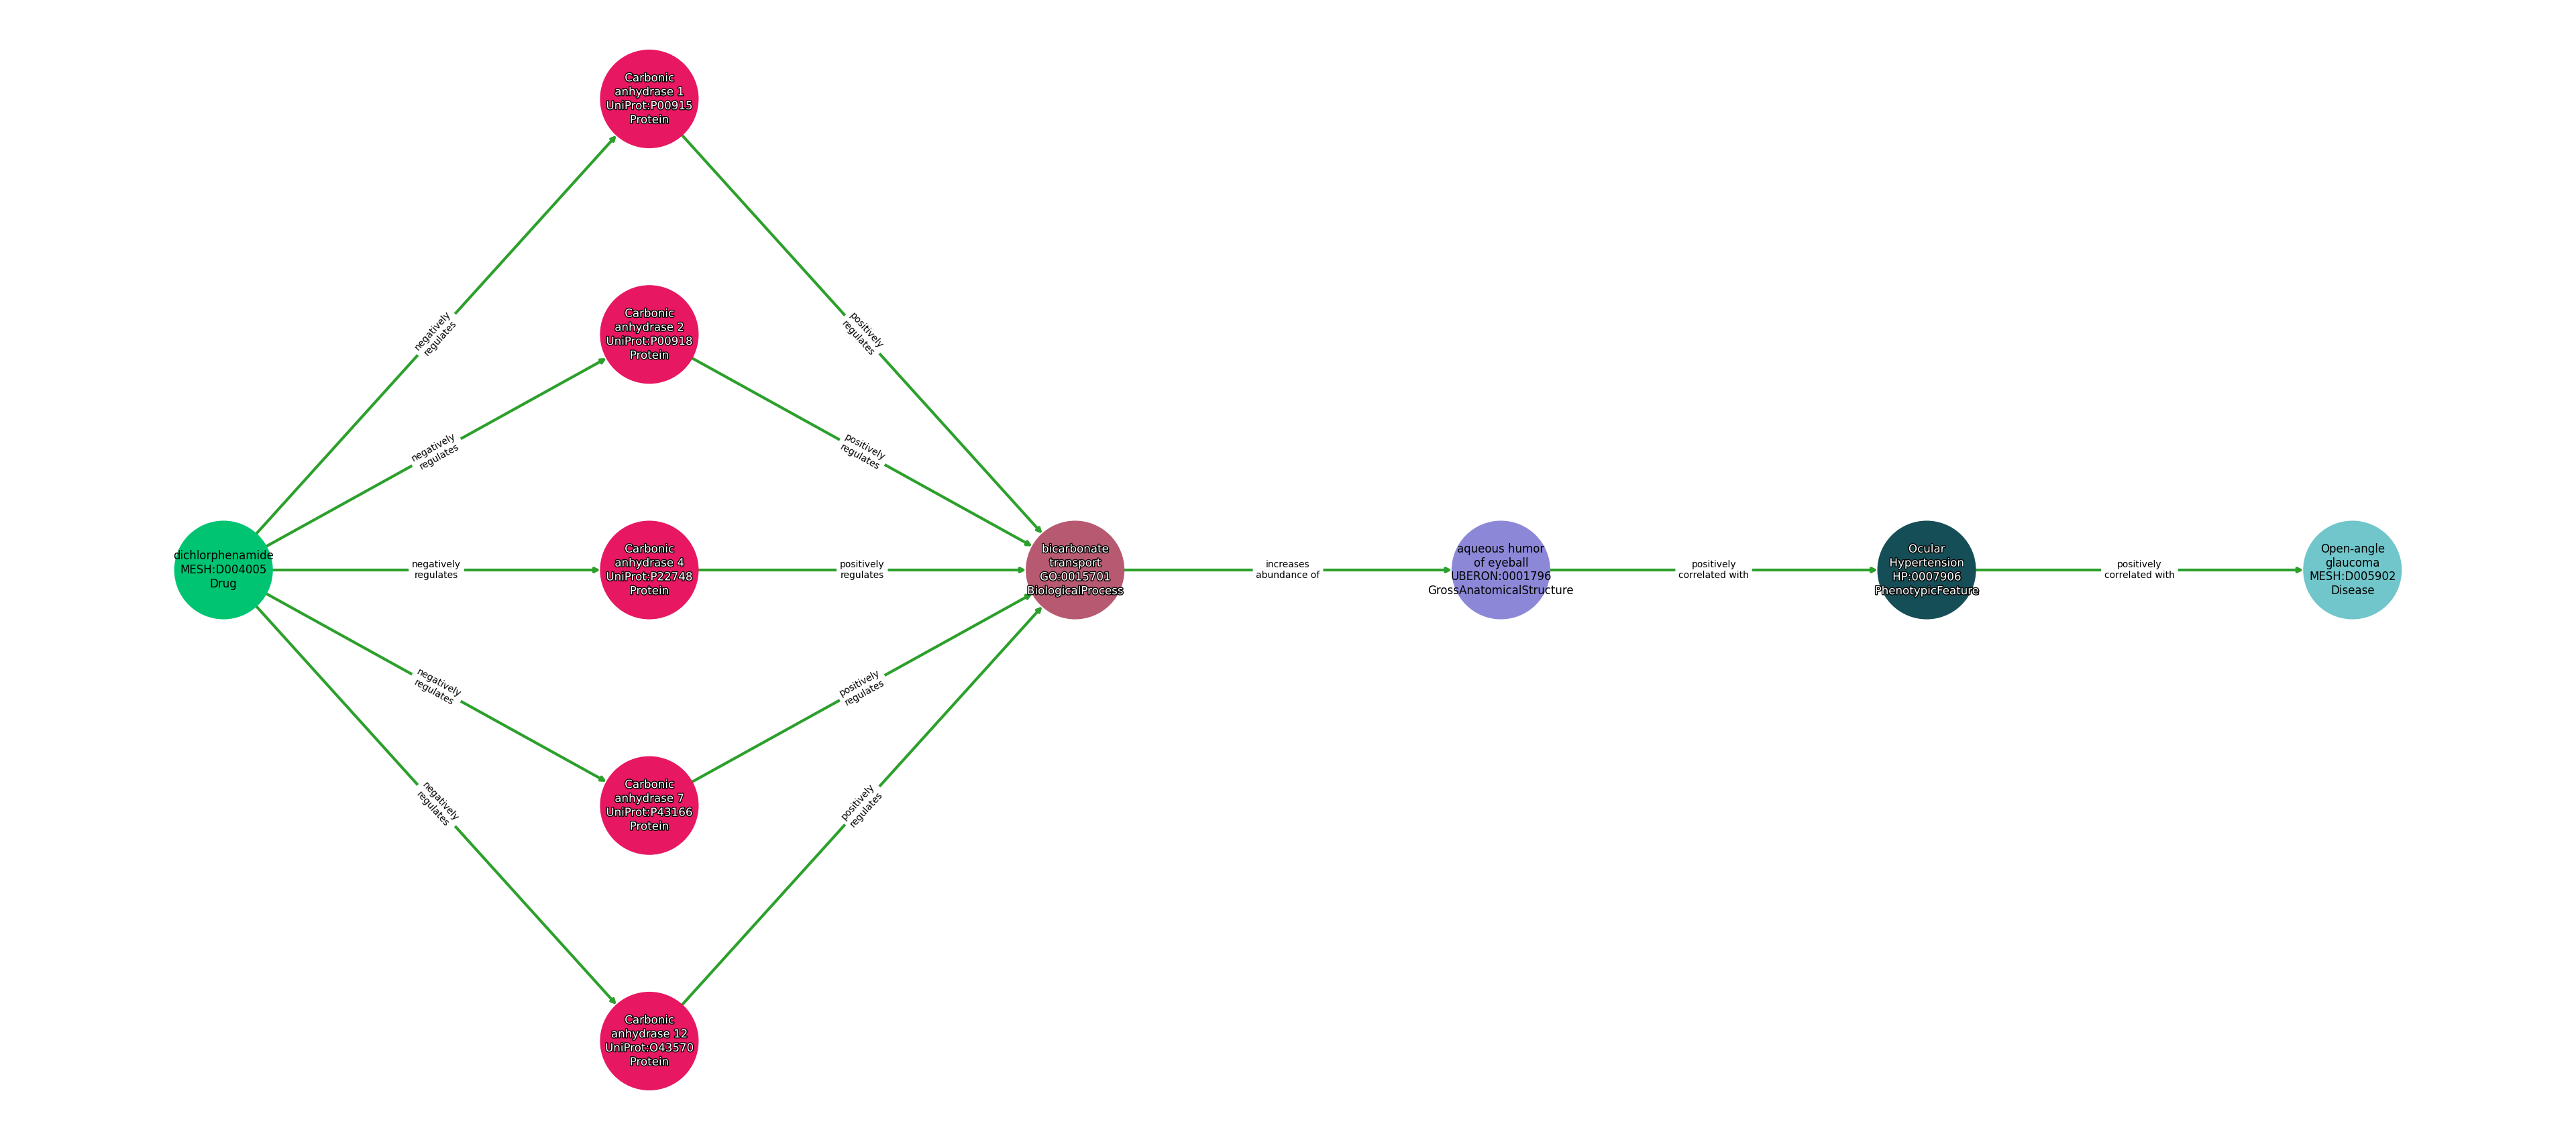 Carbonic
anhydrase 1
UniProt:P00915
Protein
Carbonic
anhydrase 2
UniProt:P00918
Protein
negatively
regulates
positively
regulates
negatively
regulates
positively
regulates
dichlorphenamide
MESH:D004005
Drug
negatively
regulates
Carbonic
anhydrase 4
UniProt:P22748
Protein
positively
regulates
bicarbonate
transport
GO:0015701
BiologicalProcess
increases
abundance of
aqueous humor
of eyeball
UBERON:0001796
GrossAnatomicalStructure
positively
correlated with
Ocular
Hypertension
HP:0007906
PhenotypicFeature
positively
correlated with
Open-angle
glaucoma
MESH:D005902
Disease
negatively
regulates
positively
regulates
Carbonic
anhydrase 7
UniProt:P43166
Protein
negatively
regulates
positively
regulates
Carbonic
anhydrase 12
UniProt:O43570
Protein